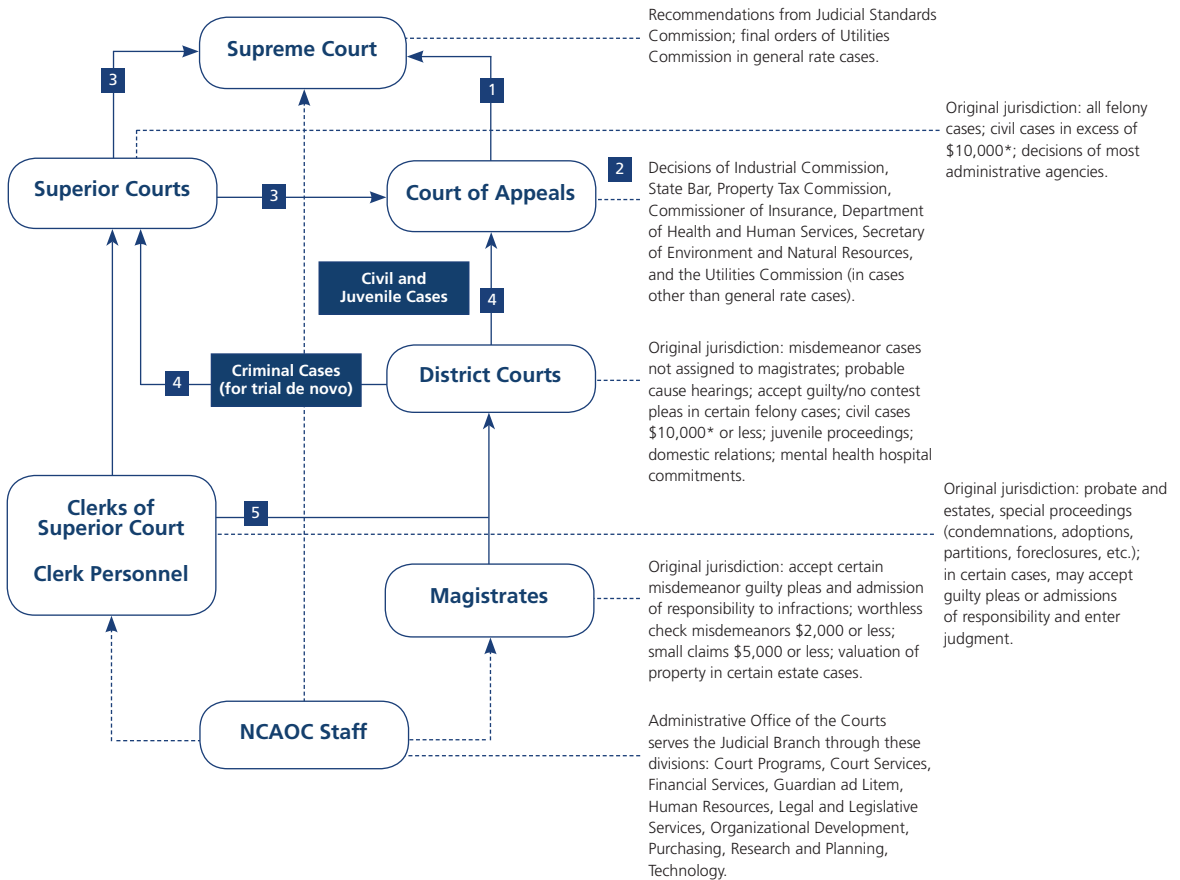 Supreme Court
Recommendations from Judicial Standards
Commission; final orders of Utilities
Commission in general rate cases.
3
1
Original jurisdiction: all felony
cases; civil cases in excess of
$10,000*; decisions of most
administrative agencies.
Superior Courts
3
Court of Appeals
2
Decisions of Industrial Commission,
State Bar, Property Tax Commission,
Commissioner of Insurance, Department
of Health and Human Services, Secretary
of Environment and Natural Resources,
and the Utilities Commission (in cases
other than general rate cases).
Civil and
Juvenile Cases
4
4
Criminal Cases
(for trial de novo)
District Courts
Original jurisdiction: misdemeanor cases
not assigned to magistrates; probable
cause hearings; accept guilty/no contest
pleas in certain felony cases; civil cases
$10,000* or less; juvenile proceedings;
domestic relations; mental health hospital
commitments.
Clerks of
Superior Court
Clerk Personnel
5
Original jurisdiction: probate and
estates, special proceedings
(condemnations, adoptions,
partitions, foreclosures, etc.);
in certain cases, may accept
guilty pleas or admissions
of responsibility and enter
judgment.
Magistrates
Original jurisdiction: accept certain
misdemeanor guilty pleas and admission
of responsibility to infractions; worthless
check misdemeanors $2,000 or less;
small claims $5,000 or less; valuation of
property in certain estate cases.
NCAOC Staff
Administrative Office of the Courts
serves the Judicial Branch through these
divisions: Court Programs, Court Services,
Financial Services, Guardian ad Litem,
Human Resources, Legal and Legislative
Services, Organizational Development,
Purchasing, Research and Planning,
Technology.